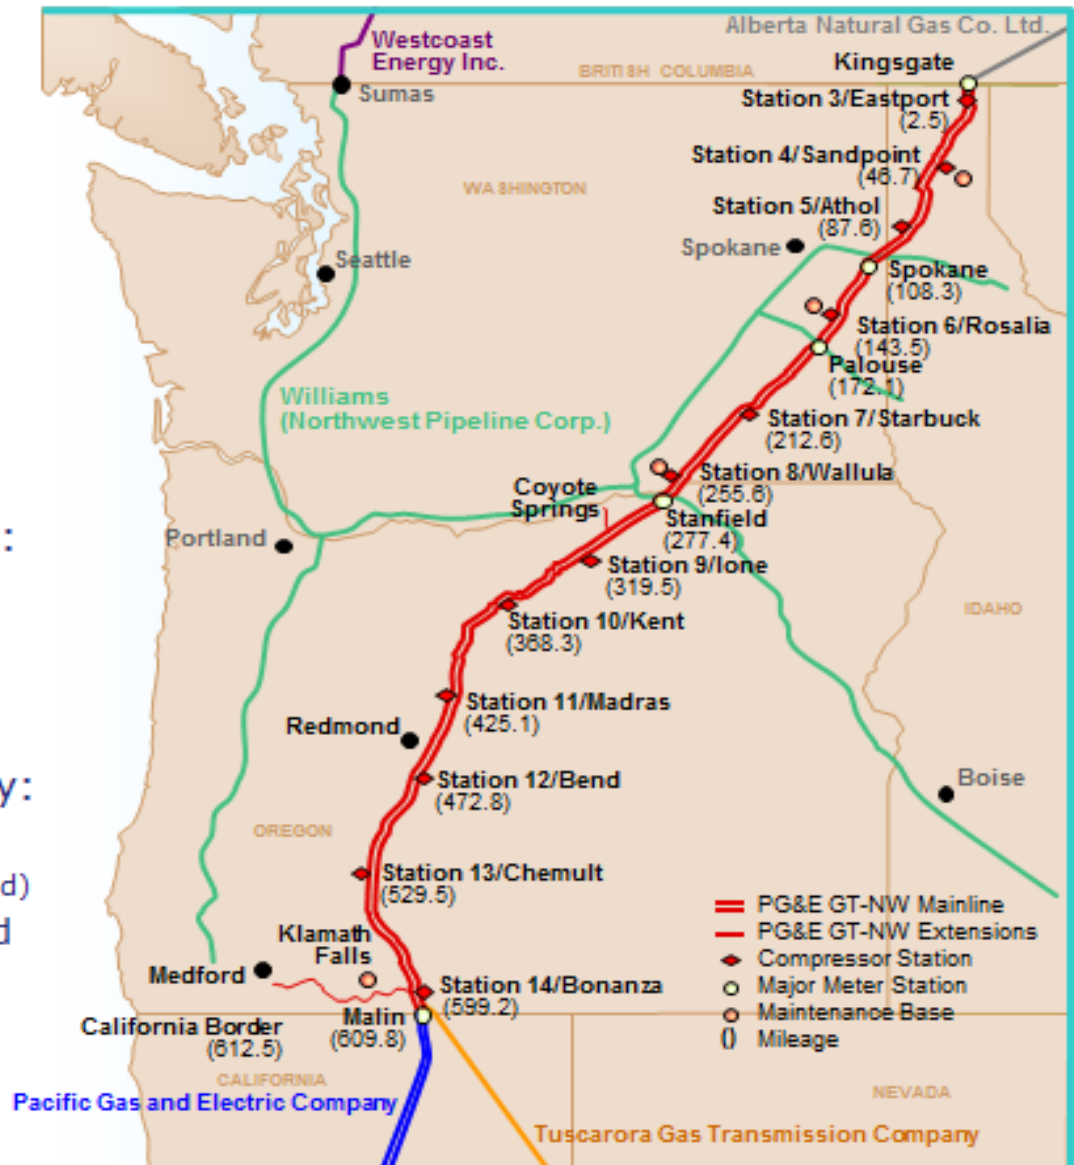 Alberta Natural Gas Co. Ltd.
Westcoast
Energy Inc.
BRITISH COLUMBIA
Kingsgate
Sumas
Station 3/Eastport
(2.5)
Station 4/Sandpoint
(46.7)
WASHINGTON
Station 5/Athol
(87.6)
Spokane
Seattle
Spokane
(108.3)
Station 6/Rosalia
(143.5)
Palouse
(172.1)
Williams
(Northwest Pipeline Corp.)
Station 7/Starbuck
(212.6)
Station 8/Wallula
(255.6)
Coyote
Springs
Stanfield
(277.4)
:
Portland
Station 9/Ione
(319.5)
IDAHO
Station 10/Kent
(368.3)
Station 11/Madras
(425.1)
Redmond
y:
Station 12/Bend
(472.8)
Boise
OREGON
Station 13/Chemult
(529.5)
d)
d
PG&E GT-NW Mainline
PG&E GT-NW Extensions
Compressor Station
Major Meter Station
Maintenance Base
() Mileage
Klamath
Falls
Medford
Station 14/Bonanza
(599.2)
Malin
(609.8)
California Border
(612.5)
CALIFORNIA
NEVADA
Pacific Gas and Electric Company
Tuscarora Gas Transmission Company